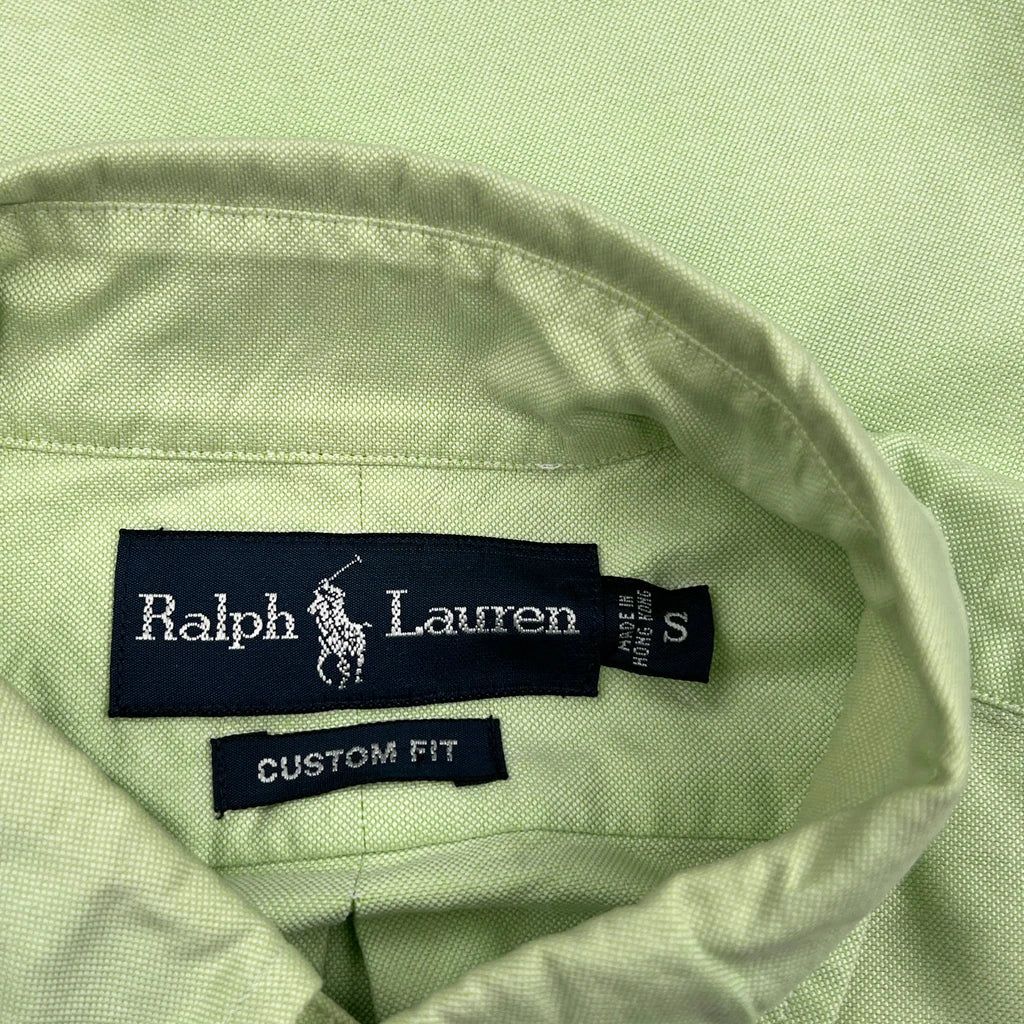 Ralph Lauren
MADE IN
HONG KONG
S
CUSTOM FIT